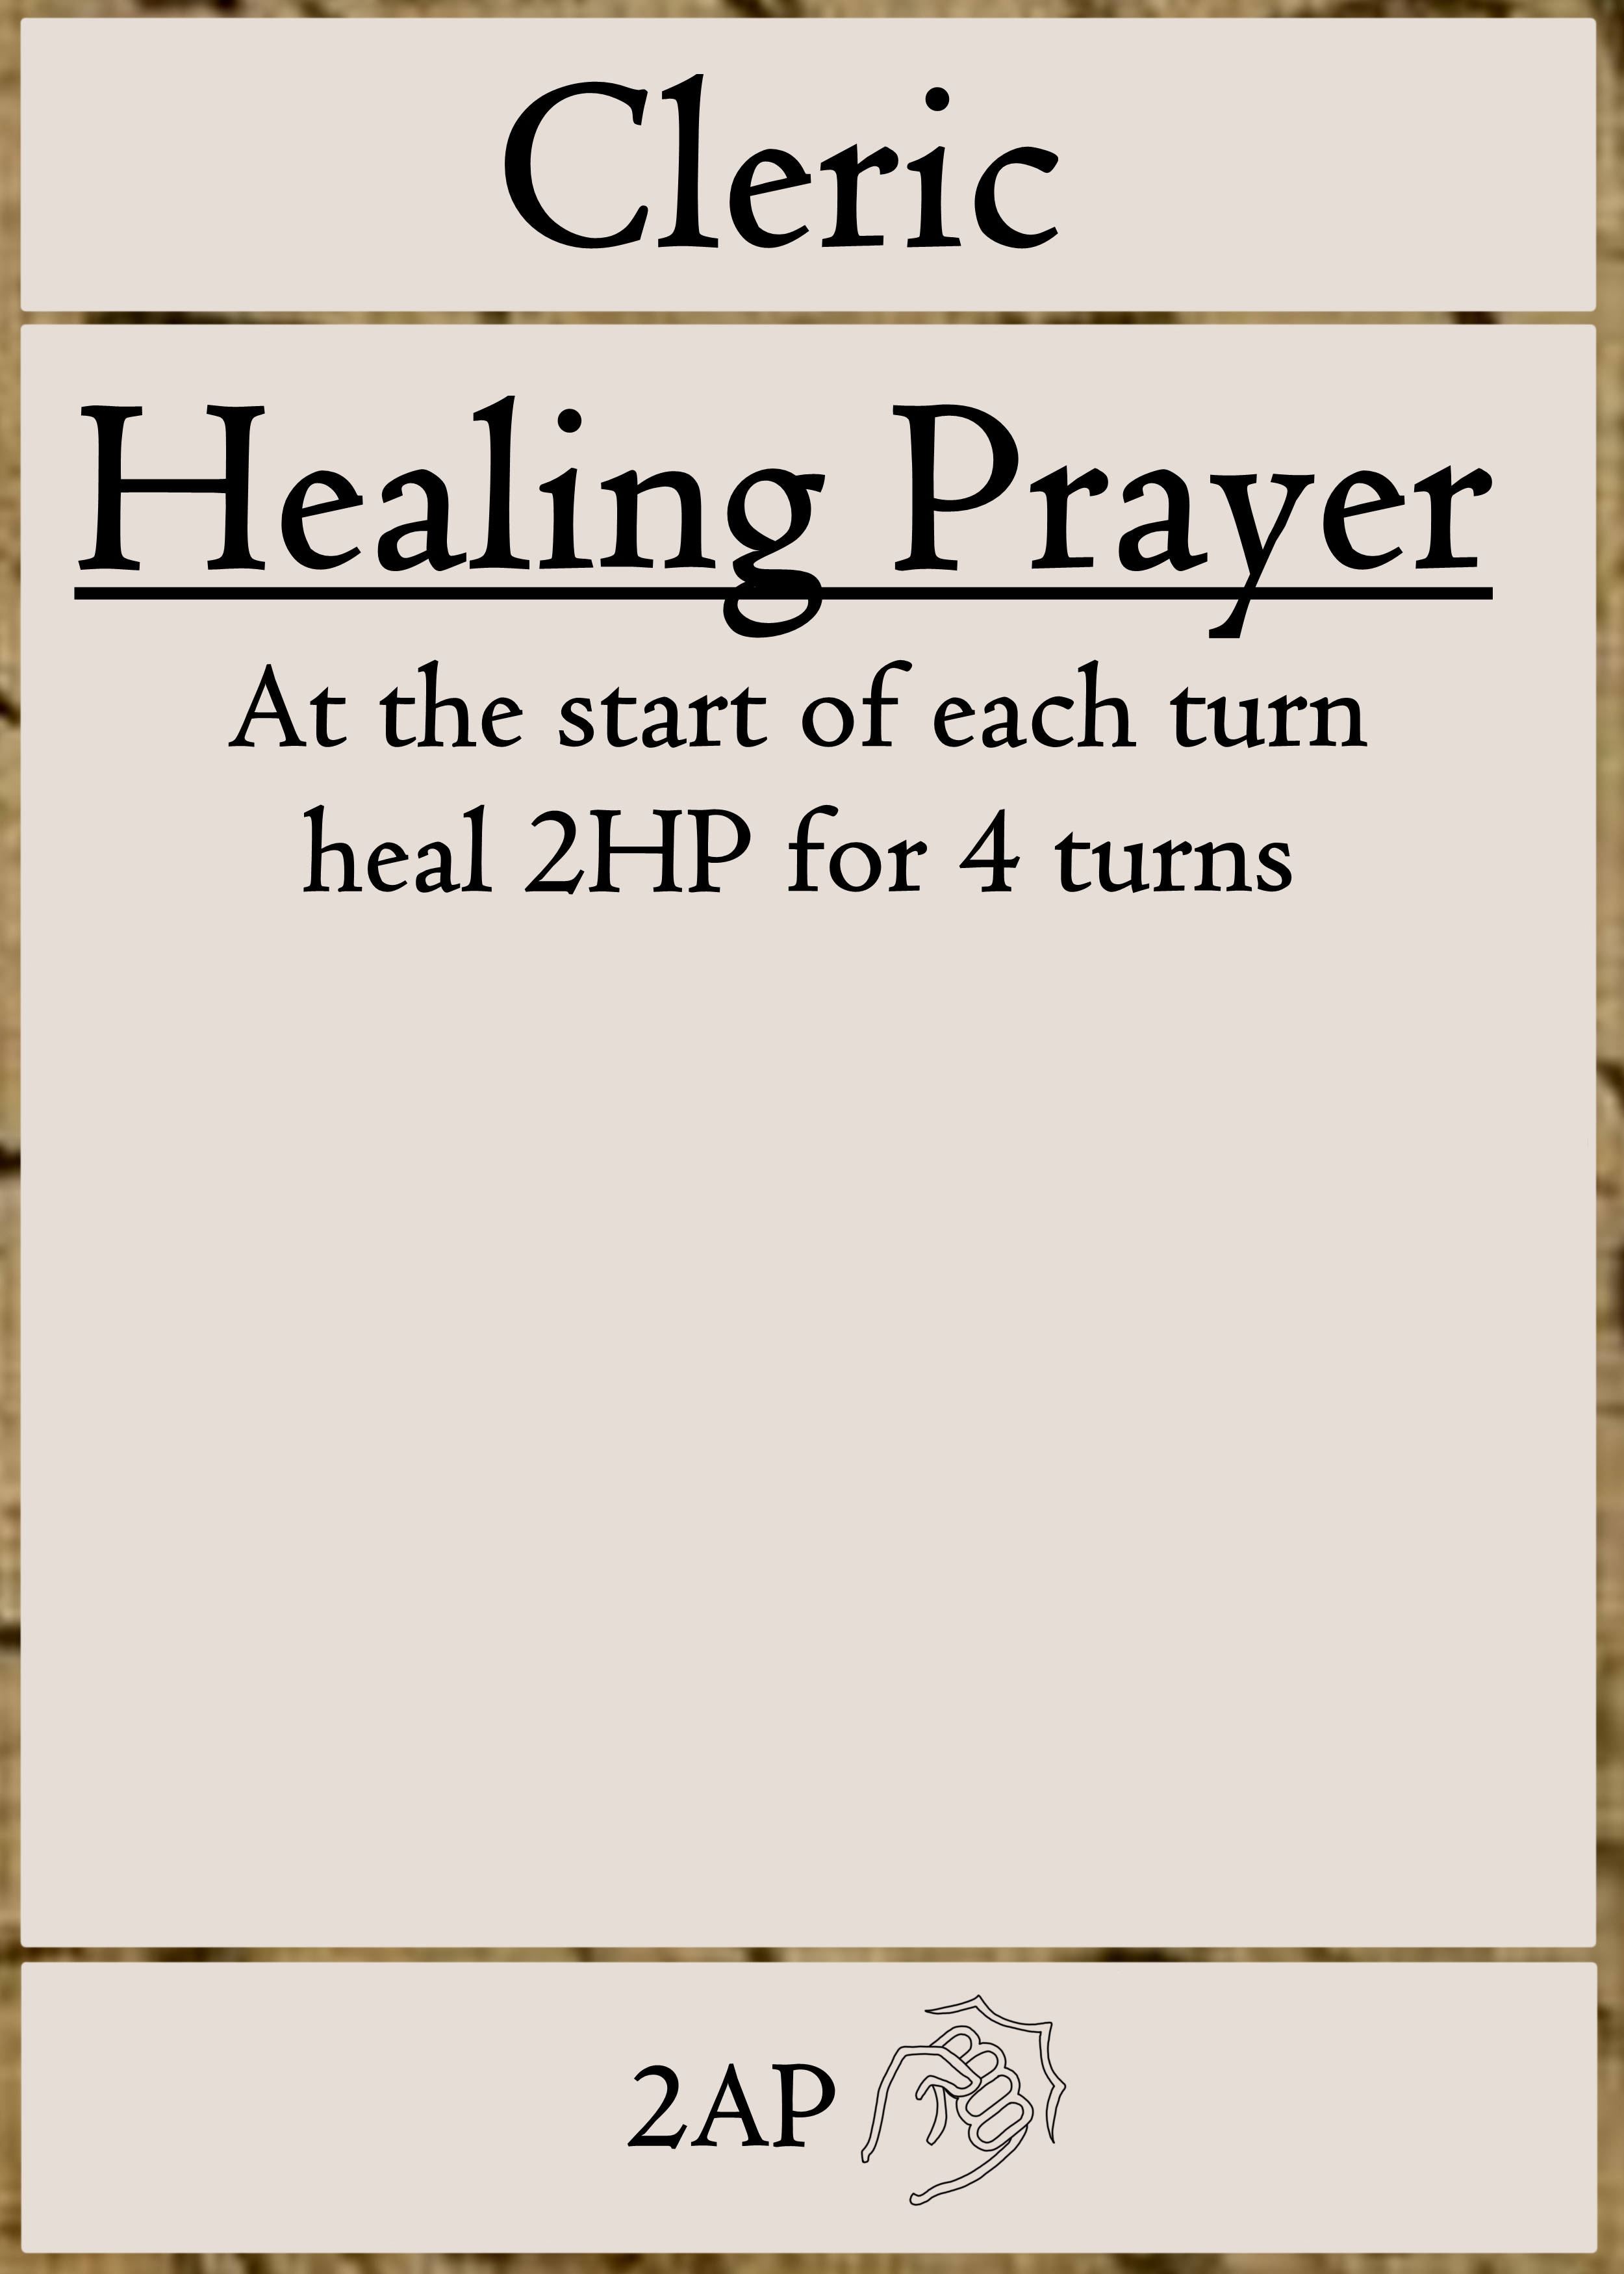 Cleric
Healing Prayer
At the start of each turn
heal 2HP for 4 turns
2AP